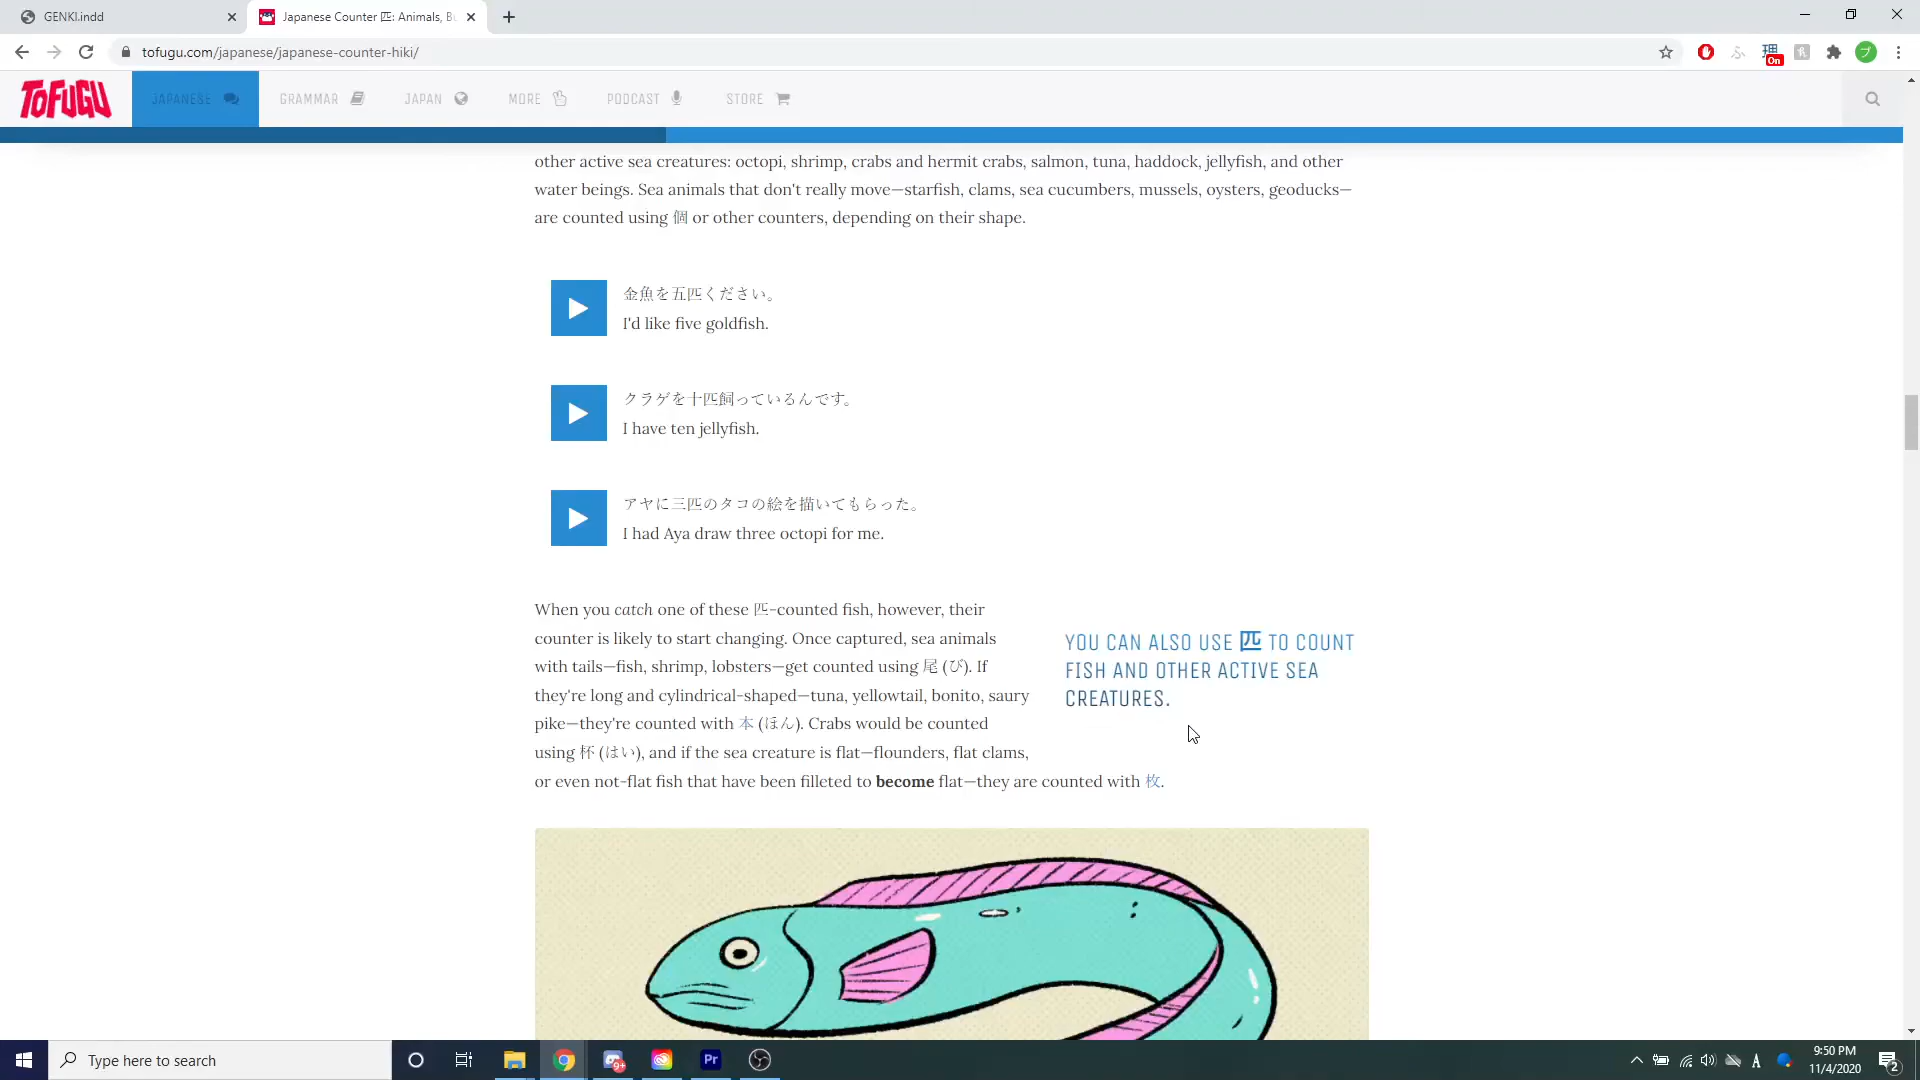 GENKI.indd
Japanese Counter 匹: Animals, Bu
tofugu.com/japanese/japanese-counter-hiki/
On
プ
TOFUGU
JAPANESE
GRAMMAR
JAPAN
MORE
PODCAST
STORE
other active sea creatures: octopi, shrimp, crabs and hermit crabs, salmon, tuna, haddock, jellyfish, and other
water beings. Sea animals that don't really move—starfish, clams, sea cucumbers, mussels, oysters, geoducks—
are counted using 個 or other counters, depending on their shape.
金魚を五匹ください。
I'd like five goldfish.
クラゲを十匹飼っているんです。
I have ten jellyfish.
アヤに三匹のタコの絵を描いてもらった。
I had Aya draw three octopi for me.
When you catch one of these 匹-counted fish, however, their
counter is likely to start changing. Once captured, sea animals
with tails—fish, shrimp, lobsters—get counted using 尾 (び). If
they're long and cylindrical-shaped—tuna, yellowtail, bonito, saury
pike—they're counted with 本 (ほん). Crabs would be counted
using 杯 (はい), and if the sea creature is flat—flounders, flat clams,
or even not-flat fish that have been filleted to become flat—they are counted with 枚.
YOU CAN ALSO USE 匹 TO COUNT
FISH AND OTHER ACTIVE SEA
CREATURES.
Type here to search
9+
Pr
A
9:50 PM
11/4/2020
2